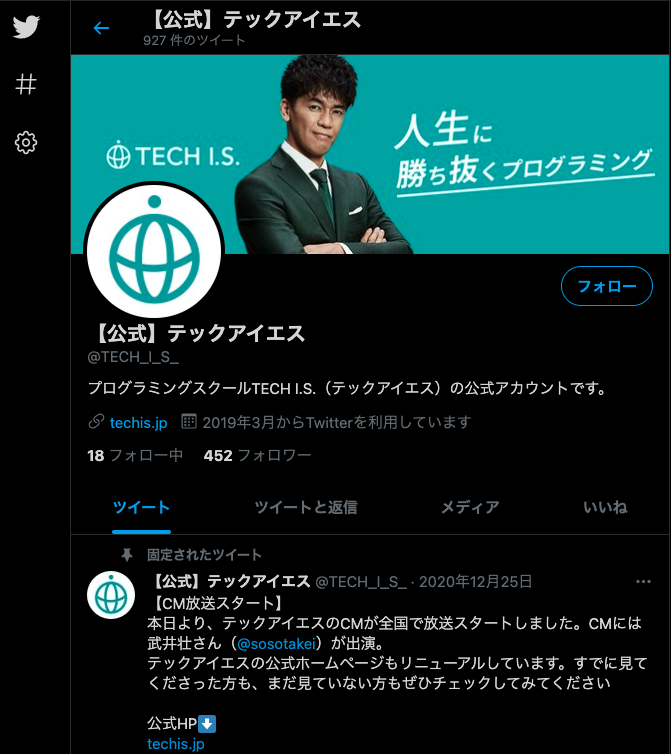 【公式】テックアイエス
927 件のツイート
TECH I.S.
人生に
勝ち抜くプログラミング
フォロー
【公式】テックアイエス
@TECH_I_S_
プログラミングスクールTECH I.S.（テックアイエス）の公式アカウントです。
techis.jp 2019年3月からTwitterを利用しています
18 フォロー中 452 フォロワー
ツイート ツイートと返信 メディア いいね
固定されたツイート
【公式】テックアイエス @TECH_I_S_ · 2020年12月25日
【CM放送スタート】
本日より、テックアイエスのCMが全国で放送スタートしました。CMには
武井壮さん（@sosotakei）が出演。
テックアイエスの公式ホームページもリニューアルしています。すでに見て
くださった方も、まだ見ていない方もぜひチェックしてみてください
公式HP⬇
techis.jp